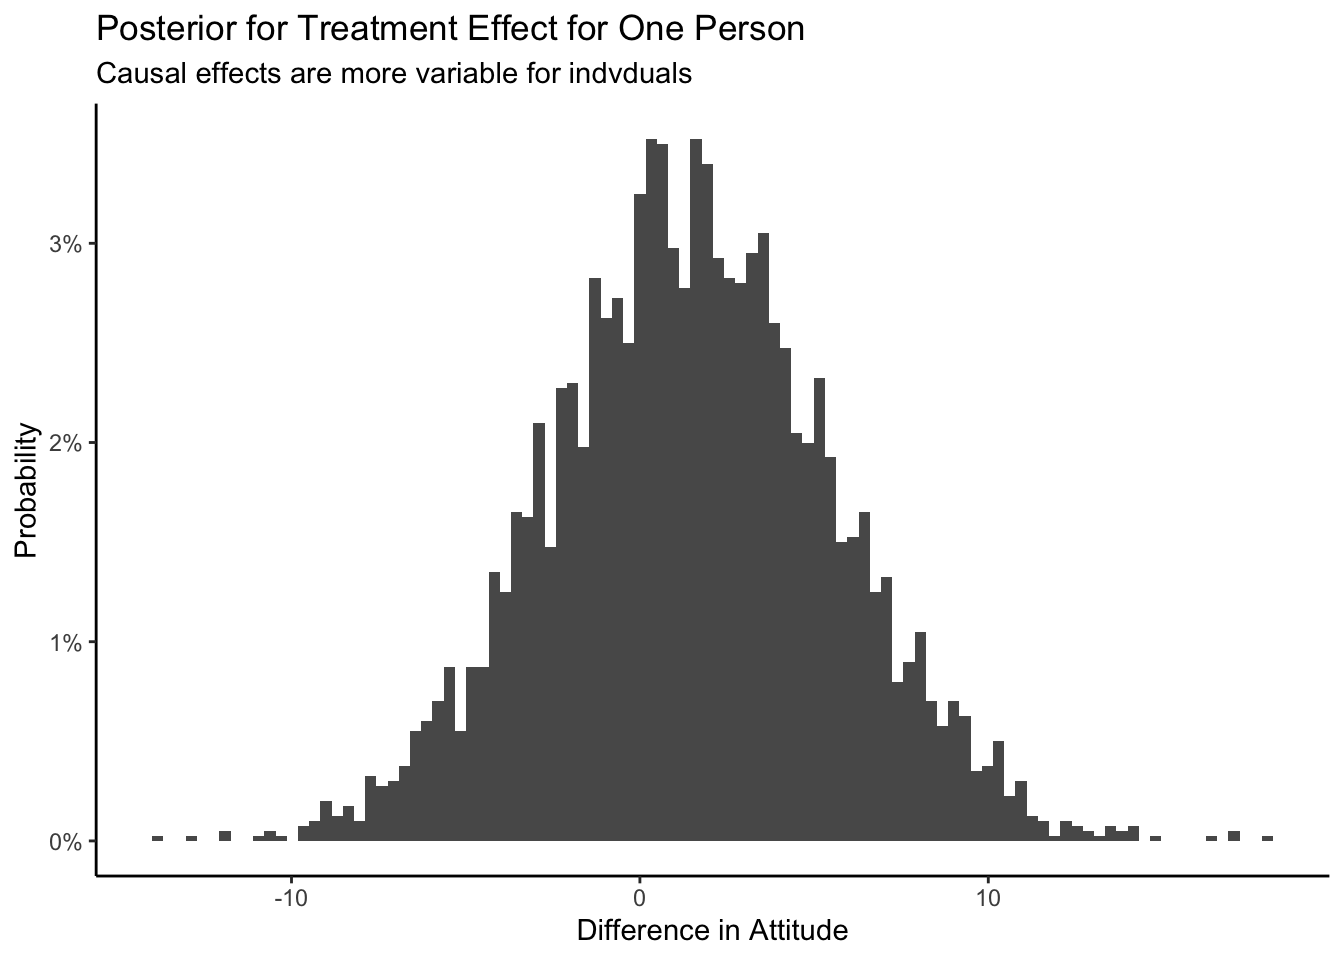 Posterior for Treatment Effect for One Person
Causal effects are more variable for indvduals
3%
2%
1%
0%
Probability
-10
0
10
Difference in Attitude